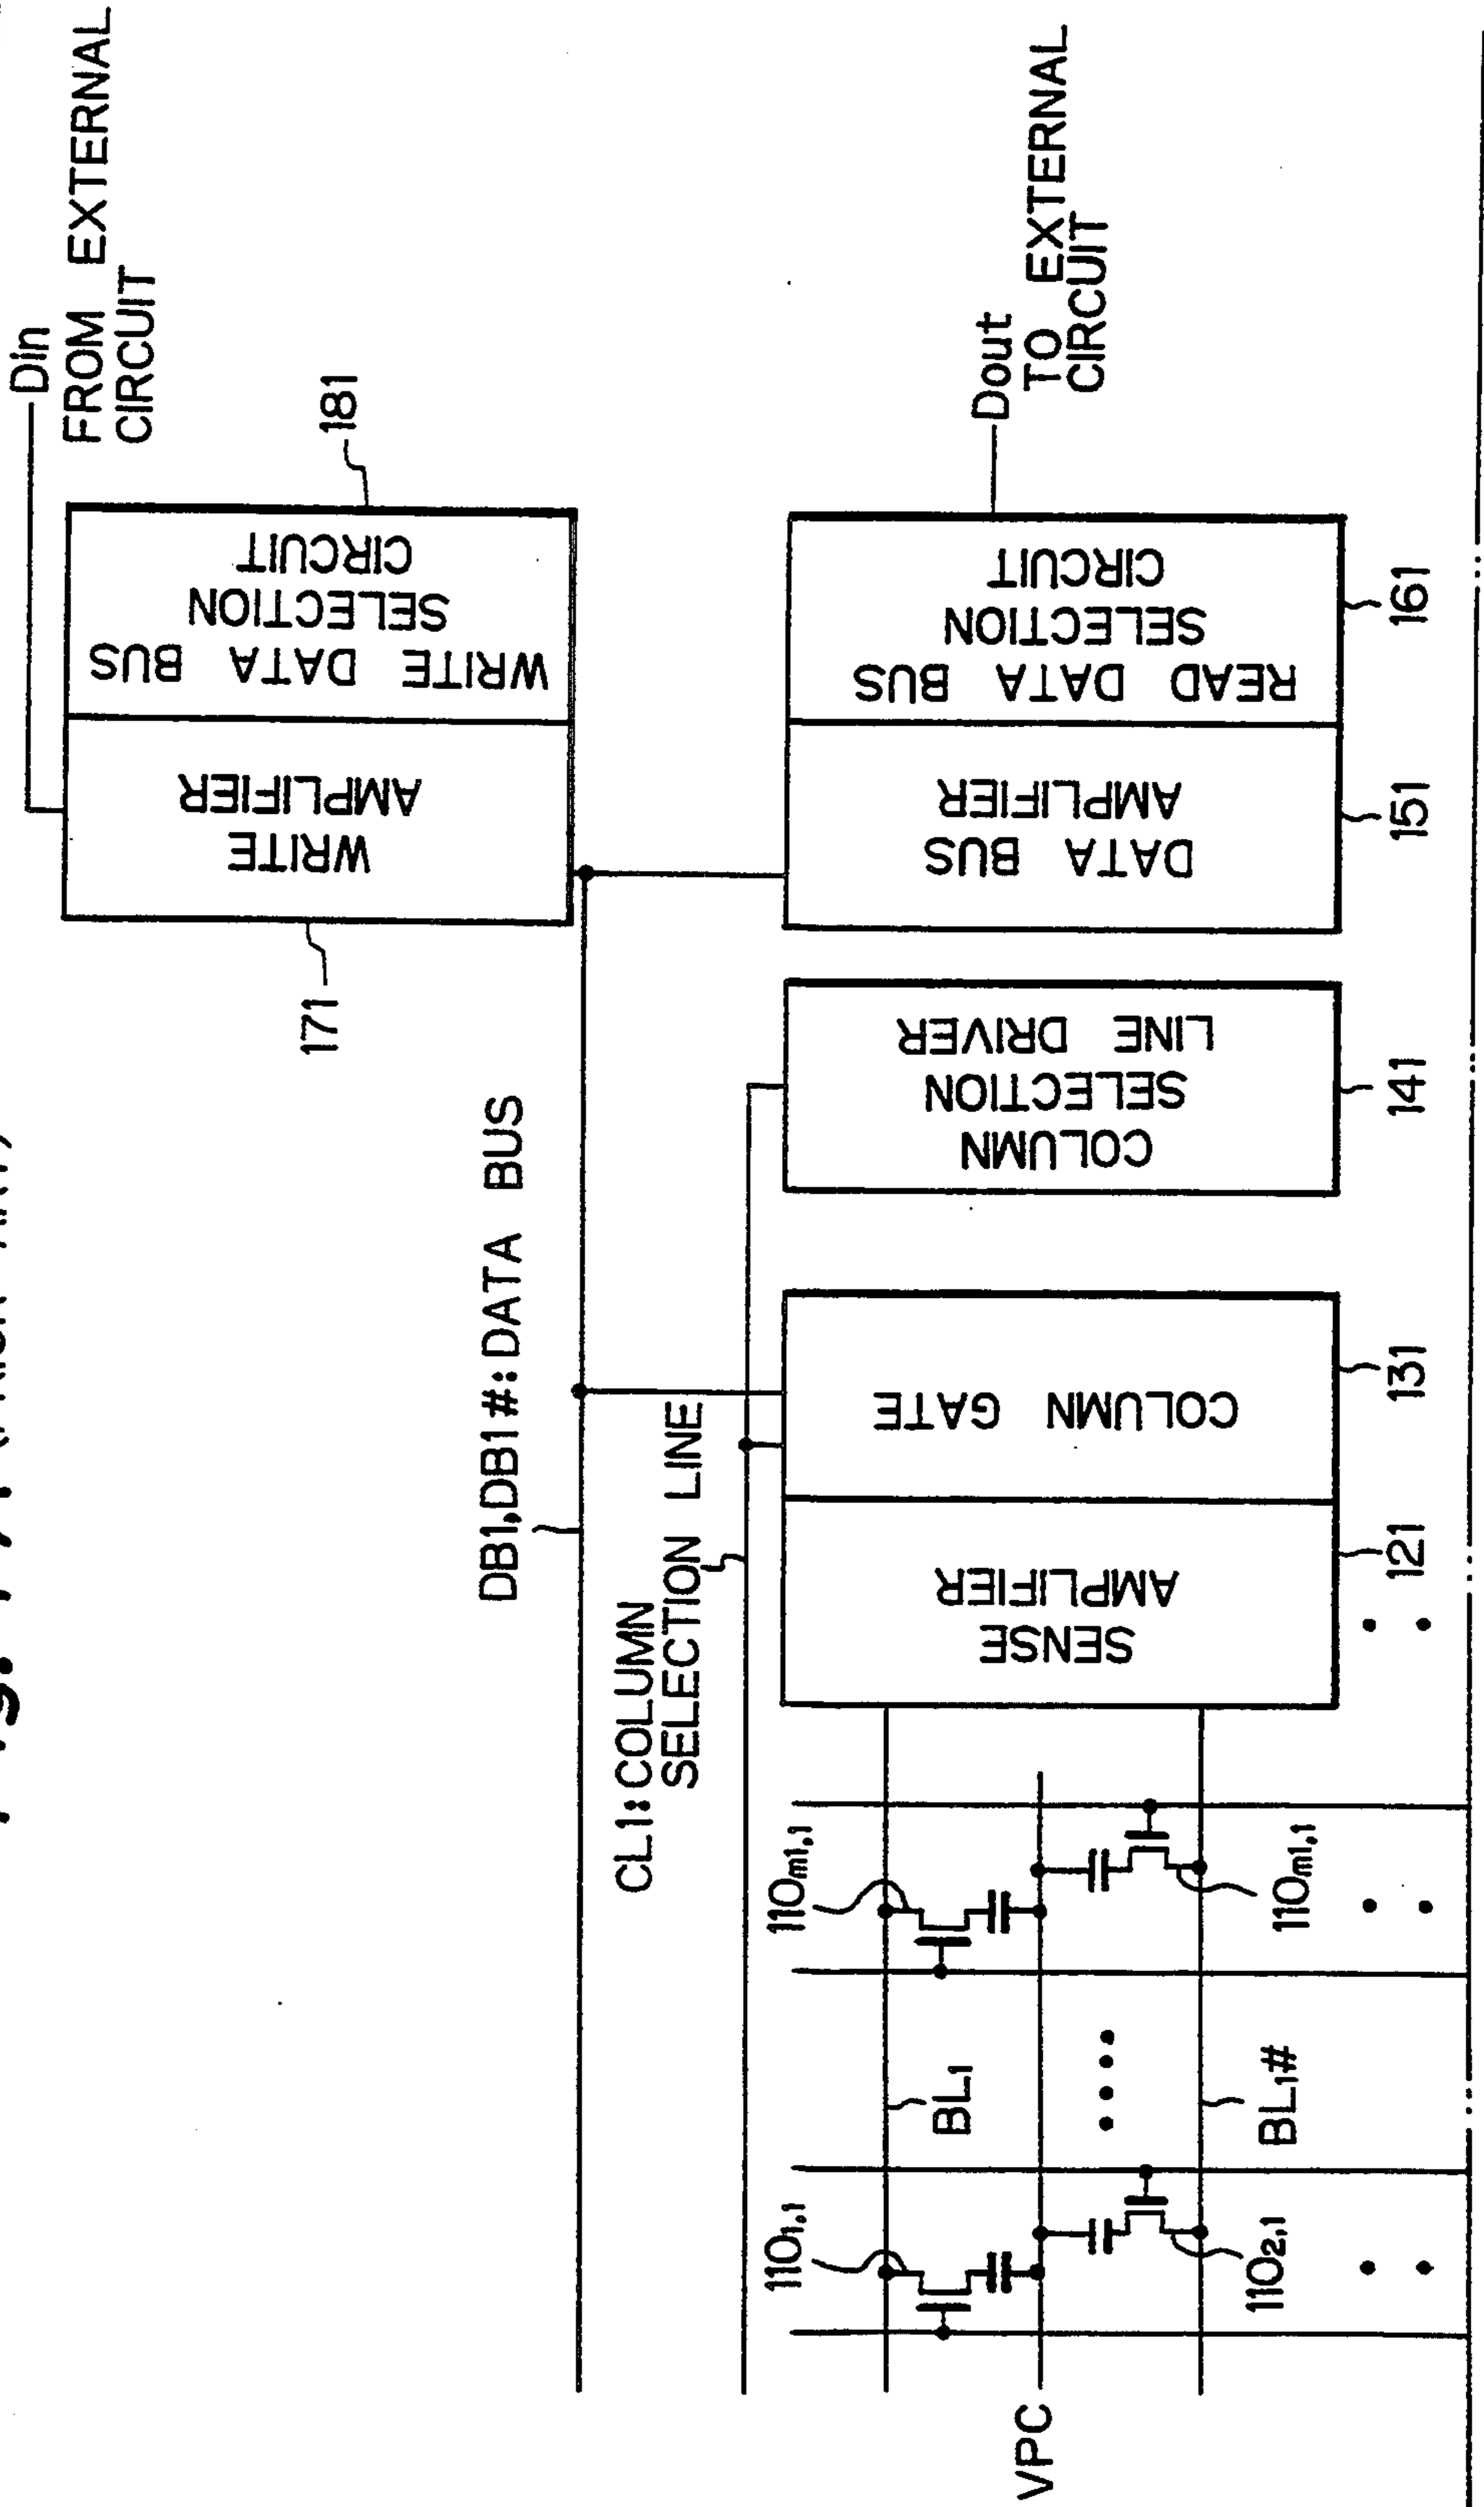 Din
FROM EXTERNAL
CIRCUIT
181
WRITE DATA BUS
SELECTION
CIRCUIT
WRITE
AMPLIFIER
171
DB1,DB1#:DATA BUS
CL1:COLUMN
SELECTION LINE
Dout
TO EXTERNAL
CIRCUIT
READ DATA BUS
SELECTION
CIRCUIT
161
DATA BUS
AMPLIFIER
151
COLUMN
SELECTION
LINE DRIVER
141
COLUMN GATE
131
SENSE
AMPLIFIER
121
110m1,1
110m1,1
BL1
BL1#
1101,1
1102,1
VPC